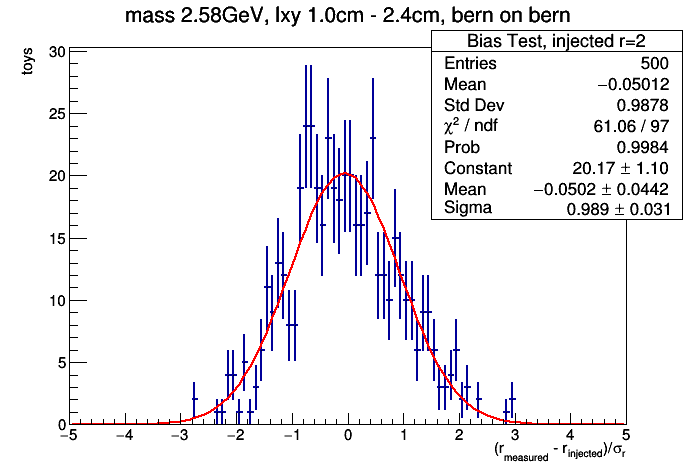 mass 2.58GeV, lxy 1.0cm - 2.4cm, bern on bern
Bias Test, injected r=2
Entries 500
Mean −0.05012
Std Dev 0.9878
χ² / ndf 61.06 / 97
Prob 0.9984
Constant 20.17 ± 1.10
Mean −0.0502 ± 0.0442
Sigma 0.989 ± 0.031
toys
30
25
20
15
10
5
0
−5 −4 −3 −2 −1 0 1 2 3 4 5
(r_measured - r_injected)/σ_r